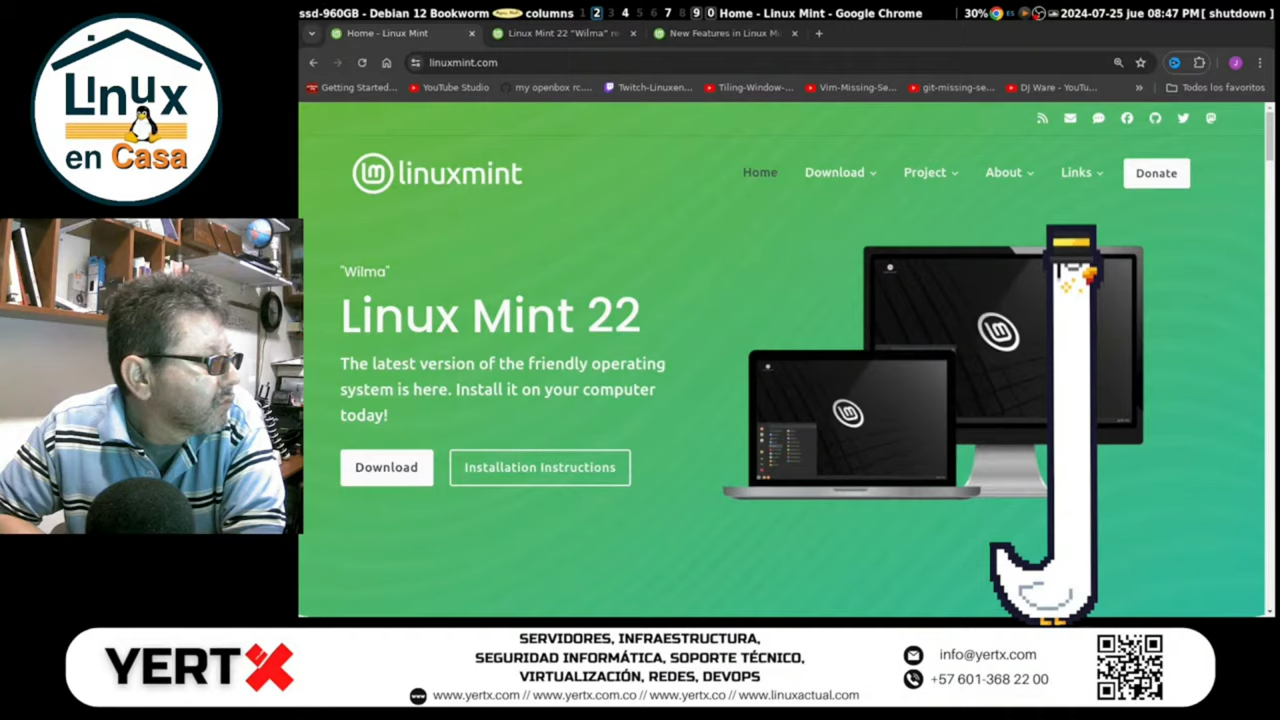 Linux
en Casa
ssd-960GB - Debian 12 Bookworm
columns 1 2 3 4 5 6 7 8 9 0 Home - Linux Mint - Google Chrome
30% ES 2024-07-25 jue 08:47 PM[ shutdown ]
Home - Linux Mint
Linux Mint 22 "Wilma" re
New Features in Linux Mi
linuxmint.com
Getting Started...
YouTube Studio
my openbox rc....
Twitch-Linuxen...
Tiling-Window-...
Vim-Missing-Se...
git-missing-se...
DJ Ware - YouTu...
Todos los favoritos
linuxmint
Home
Download
Project
About
Links
Donate
"Wilma"
Linux Mint 22
The latest version of the friendly operating
system is here. Install it on your computer
today!
Download
Installation Instructions
YERTX
SERVIDORES, INFRAESTRUCTURA,
SEGURIDAD INFORMÁTICA, SOPORTE TÉCNICO,
VIRTUALIZACIÓN, REDES, DEVOPS
www.yertx.com // www.yertx.com.co // www.yertx.co // www.linuxactual.com
info@yertx.com
+57 601-368 22 00